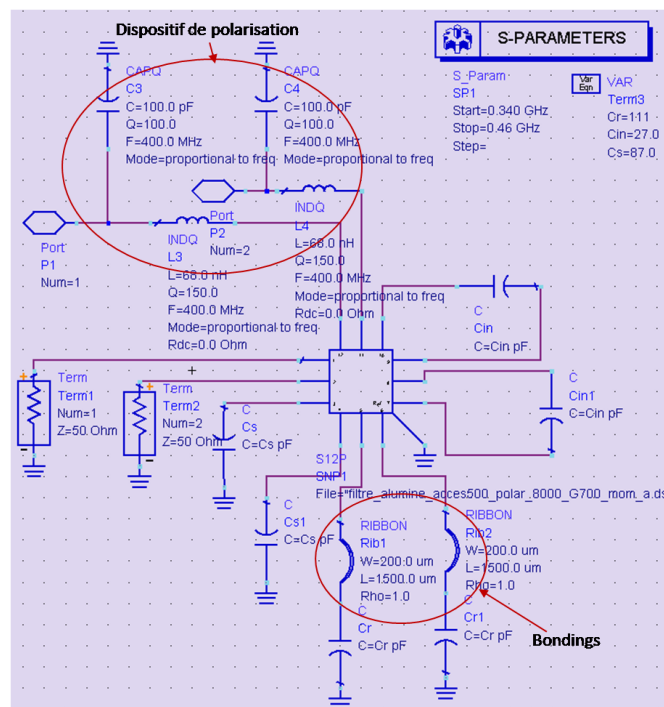 Dispositif de polarisation
S-PARAMETERS
S_Param
SP1
Start=0.340 GHz
Stop=0.46 GHz
Step=
Var
Eqn
VAR
Term3
Cr=111
Cin=27.0
Cs=87.0
CAPQ
C3
C=100.0 pF
Q=100.0
F=400.0 MHz
Mode=proportional to freq
CAPQ
C4
C=100.0 pF
Q=100.0
F=400.0 MHz
Mode=proportional to freq
Port
P1
Num=1
Port
P2
Num=2
INDQ
L3
L=68.0 nH
Q=150.0
F=400.0 MHz
Mode=proportional to freq
Rdc=0.0 Ohm
INDQ
L4
L=68.0 nH
Q=150.0
F=400.0 MHz
Mode=proportional to freq
Rdc=0.0 Ohm
C
Cin
C=Cin pF
C
Cin1
C=Cin pF
Term
Term1
Num=1
Z=50 Ohm
Term
Term2
Num=2
Z=50 Ohm
C
Cs
C=Cs pF
C
Cs1
C=Cs pF
Ref
S12P
SNP1
File="filtre_alumine_acces500_polar_8000_G700_mom_a.ds
RIBBON
Rib1
W=200.0 um
L=1500.0 um
Rho=1.0
RIBBON
Rib2
W=200.0 um
L=1500.0 um
Rho=1.0
C
Cr
C=Cr pF
C
Cr1
C=Cr pF
Bondings